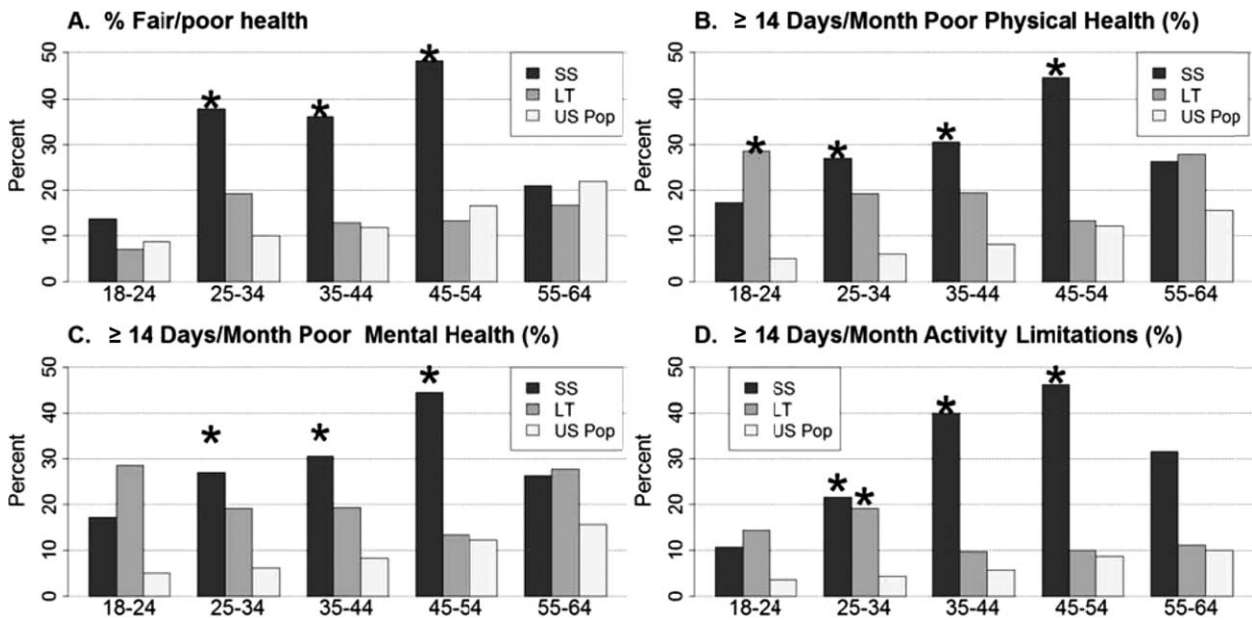 A. % Fair/poor health
50
40
30
20
10
0
Percent
SS
LT
US Pop
*
*
*
18-24
25-34
35-44
45-54
55-64
B. ≥ 14 Days/Month Poor Physical Health (%)
50
40
30
20
10
0
Percent
SS
LT
US Pop
*
*
*
*
18-24
25-34
35-44
45-54
55-64
C. ≥ 14 Days/Month Poor Mental Health (%)
50
40
30
20
10
0
Percent
SS
LT
US Pop
*
*
*
18-24
25-34
35-44
45-54
55-64
D. ≥ 14 Days/Month Activity Limitations (%)
50
40
30
20
10
0
Percent
SS
LT
US Pop
*
*
*
*
18-24
25-34
35-44
45-54
55-64